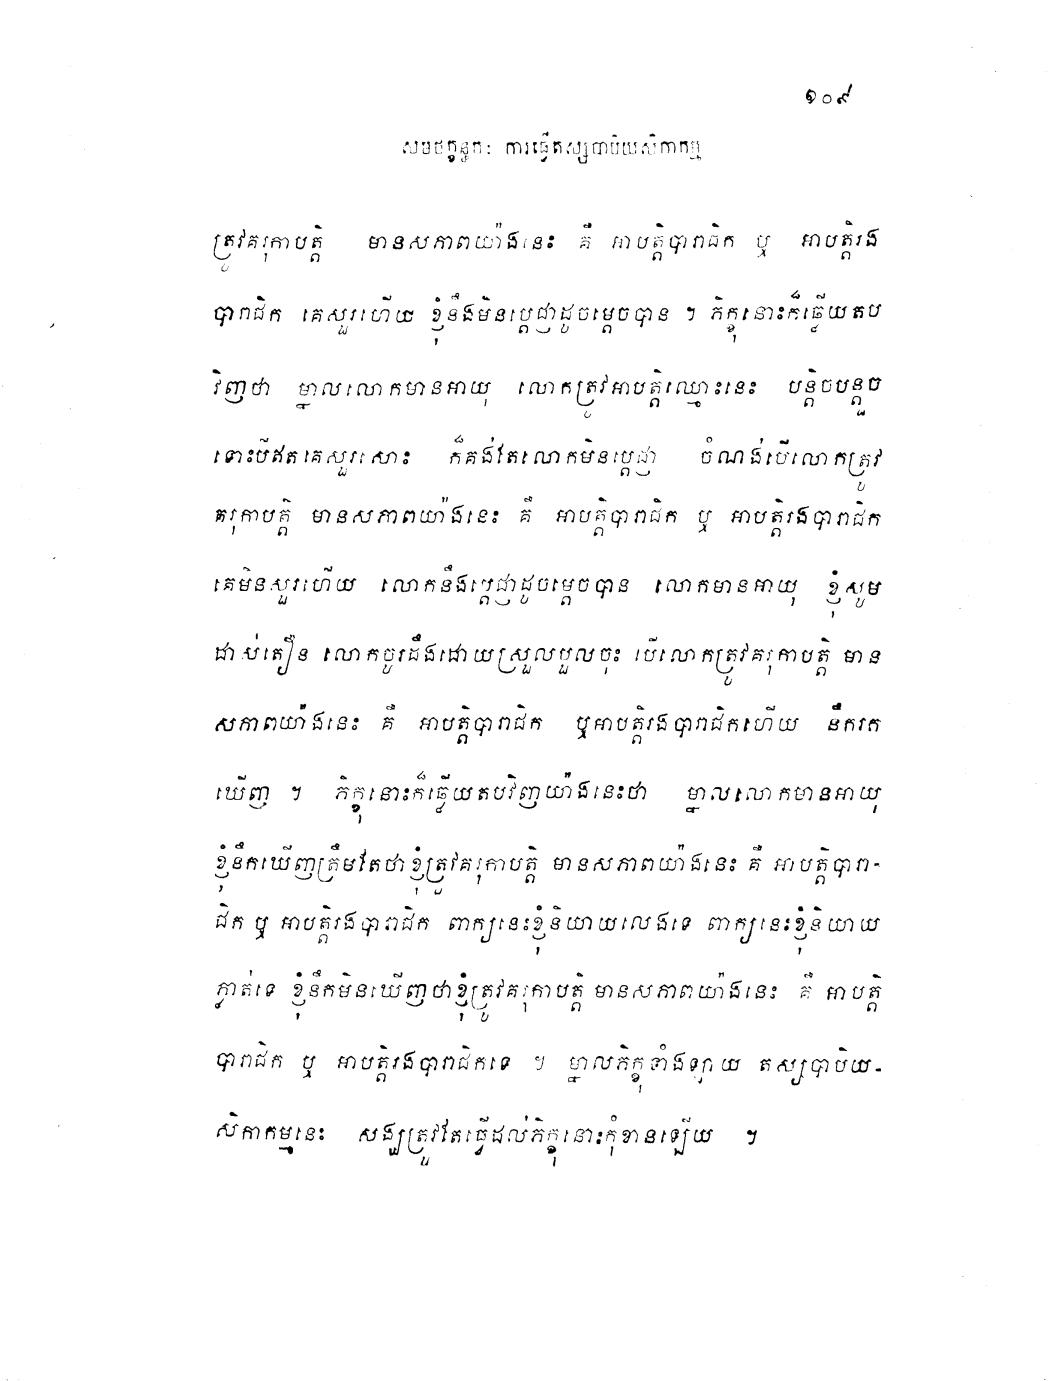 ១០៩
សមថក្ខន្ធក: ការធ្វើតស្សបាបិយសិកាកម្ម
ត្រូវគរុកាបត្តិ មានសភាពយ៉ាងនេះ គឺ អាបត្តិបារាជិក ឬ អាបត្តិរង
បារាជិក គេសួរហើយ ខ្ញុំនឹងមិនប្តេជ្ញាដូចម្តេចបាន ។ ភិក្ខុនោះក៏ធ្វើយតប
វិញថា ម្នាលលោកមានអាយុ លោកត្រូវអាបត្តិឈ្មោះនេះ បន្តិចបន្តួច
ទោះបីឥតគេសួរសោះ ក៏គង់តែលោកមិនប្តេជ្ញា ចំណង់បើលោកត្រូវ
គរុកាបត្តិ មានសភាពយ៉ាងនេះ គឺ អាបត្តិបារាជិក ឬ អាបត្តិរងបារាជិក
គេមិនសួរហើយ លោកនឹងប្តេជ្ញាដូចម្តេចបាន លោកមានអាយុ ខ្ញុំសូម
ដាស់តឿន លោកចូរដឹងដោយស្រួលបួលចុះ បើលោកត្រូវគរុកាបត្តិ មាន
សភាពយ៉ាងនេះ គឺ អាបត្តិបារាជិក ឬអាបត្តិរងបារាជិកហើយ នឹករក
ឃើញ ។ ភិក្ខុនោះក៏ធ្វើយតបវិញយ៉ាងនេះថា ម្នាលលោកមានអាយុ
ខ្ញុំនឹកឃើញត្រឹមតែថាខ្ញុំត្រូវគរុកាបត្តិ មានសភាពយ៉ាងនេះ គឺ អាបត្តិបារា-
ជិក ឬ អាបត្តិរងបារាជិក ពាក្យនេះខ្ញុំនិយាយលេងទេ ពាក្យនេះខ្ញុំនិយាយ
ភ្លាត់ទេ ខ្ញុំនឹកមិនឃើញថាខ្ញុំត្រូវគរុកាបត្តិ មានសភាពយ៉ាងនេះ គឺ អាបត្តិ
បារាជិក ឬ អាបត្តិរងបារាជិកទេ ។ ម្នាលភិក្ខុទាំងឡាយ តស្សបាបិយ-
សិកាកម្មនេះ សង្ឃត្រូវតែធ្វើដល់ភិក្ខុនោះកុំខានឡើយ ។